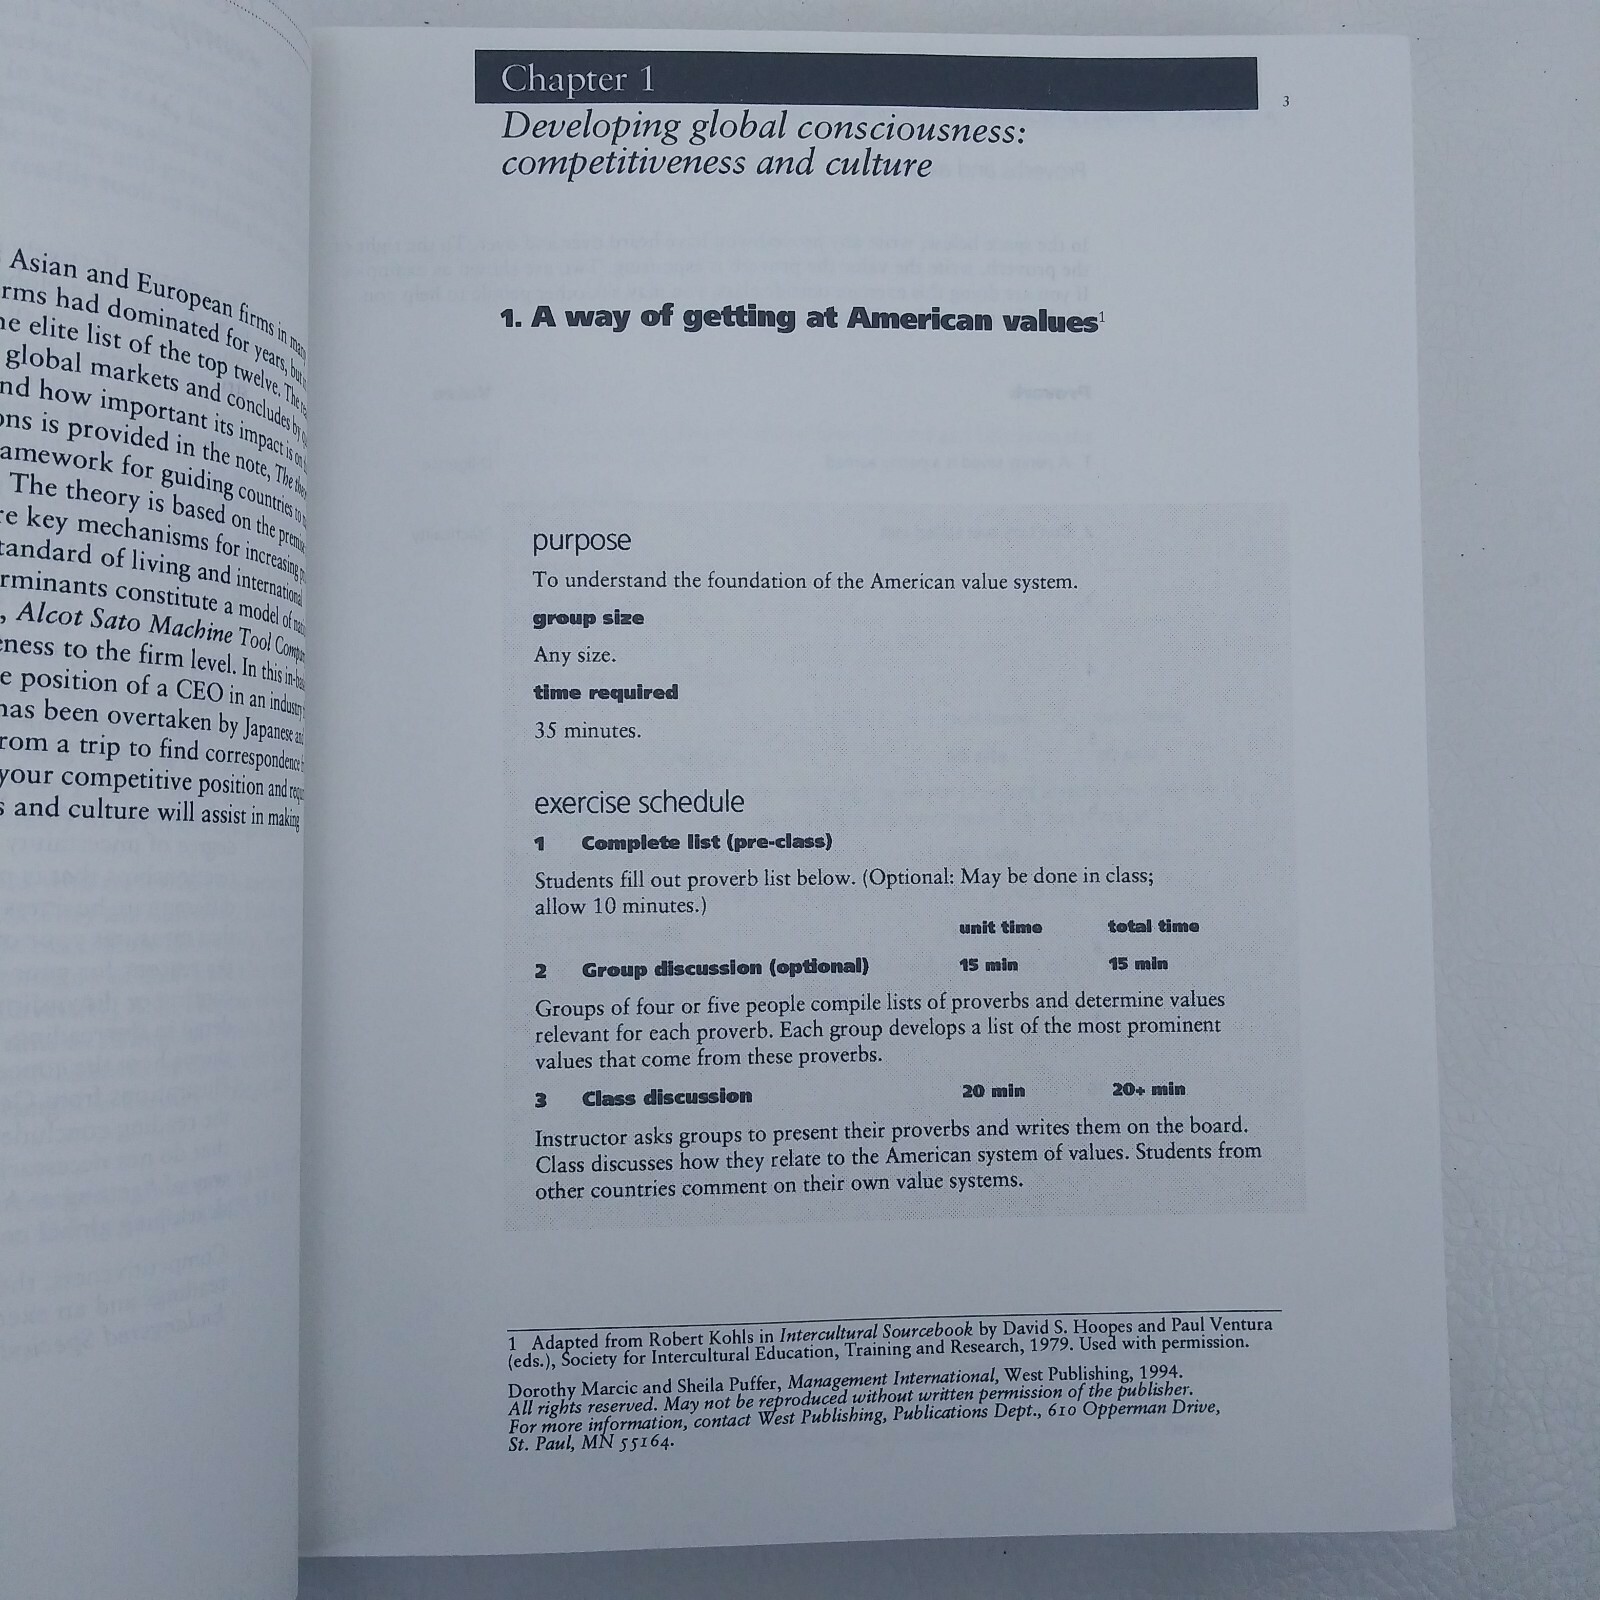 Asian and European firms in
rms had dominated for years, but
elite list of the top twelve. The
global markets and concludes by
nd how important its impact is on
ons is provided in the note, The
amework for guiding countries to
The theory is based on the
re key mechanisms for increasing
tandard of living and international
rminants constitute a model of
, Alcot Sato Machine Tool
eness to the firm level. In this
e position of a CEO in an industry
has been overtaken by Japanese
rom a trip to find correspondence
your competitive position and
s and culture will assist in making
Chapter 1
3
Developing global consciousness:
competitiveness and culture
1. A way of getting at American values1
purpose
To understand the foundation of the American value system.
group size
Any size.
time required
35 minutes.
exercise schedule
1 Complete list (pre-class)
Students fill out proverb list below. (Optional: May be done in class;
allow 10 minutes.)
unit time total time
2 Group discussion (optional) 15 min 15 min
Groups of four or five people compile lists of proverbs and determine values
relevant for each proverb. Each group develops a list of the most prominent
values that come from these proverbs.
3 Class discussion 20 min 20+ min
Instructor asks groups to present their proverbs and writes them on the board.
Class discusses how they relate to the American system of values. Students from
other countries comment on their own value systems.
1 Adapted from Robert Kohls in Intercultural Sourcebook by David S. Hoopes and Paul Ventura
(eds.), Society for Intercultural Education, Training and Research, 1979. Used with permission.
Dorothy Marcic and Sheila Puffer, Management International, West Publishing, 1994.
All rights reserved. May not be reproduced without written permission of the publisher.
For more information, contact West Publishing, Publications Dept., 610 Opperman Drive,
St. Paul, MN 55164.